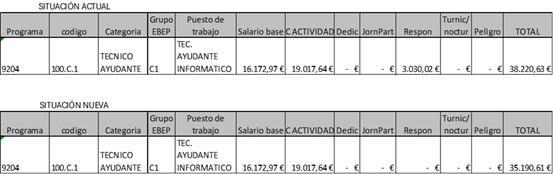 SITUACIÓN ACTUAL
Grupo Puesto de Turnic/
Programa codigo Categoria EBEP trabajo Salario base C ACTIVIDAD Dedic JornPart Respon noctur Peligro TOTAL
TEC.
TECNICO AYUDANTE
9204 100.C.1 AYUDANTE C1 INFORMATICO 16.172,97 € 19.017,64 € - € - € 3.030,02 € - € - € 38.220,63 €
SITUACIÓN NUEVA
Grupo Puesto de Turnic/
Programa codigo Categoria EBEP trabajo Salario base C ACTIVIDAD Dedic JornPart Respon noctur Peligro TOTAL
TEC.
TECNICO AYUDANTE
9204 100.C.1 AYUDANTE C1 INFORMATICO 16.172,97 € 19.017,64 € - € - € - € - € - € 35.190,61 €